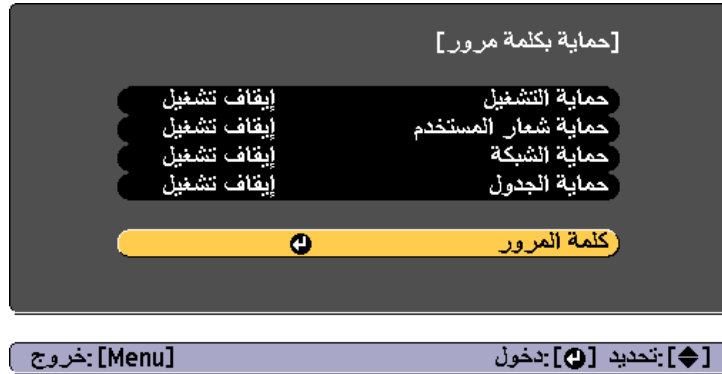 [حماية بكلمة مرور]
حماية التشغيل إيقاف تشغيل
حماية شعار المستخدم إيقاف تشغيل
حماية الشبكة إيقاف تشغيل
حماية الجدول إيقاف تشغيل
كلمة المرور
[◆]:تحديد [⏎]:دخول [Menu]:خروج